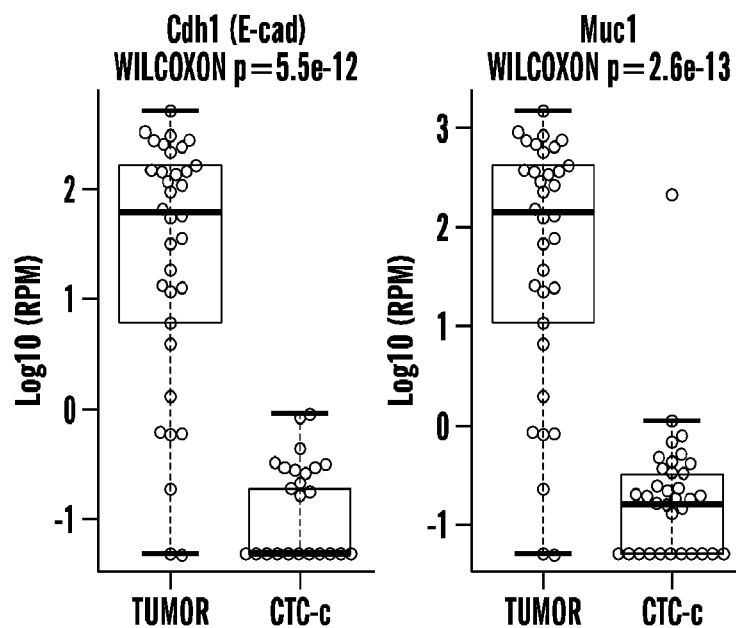 Cdh1 (E-cad)
WILCOXON p=5.5e-12
Log10 (RPM)
2
1
0
-1
TUMOR
CTC-c
Muc1
WILCOXON p=2.6e-13
Log10 (RPM)
3
2
1
0
-1
TUMOR
CTC-c